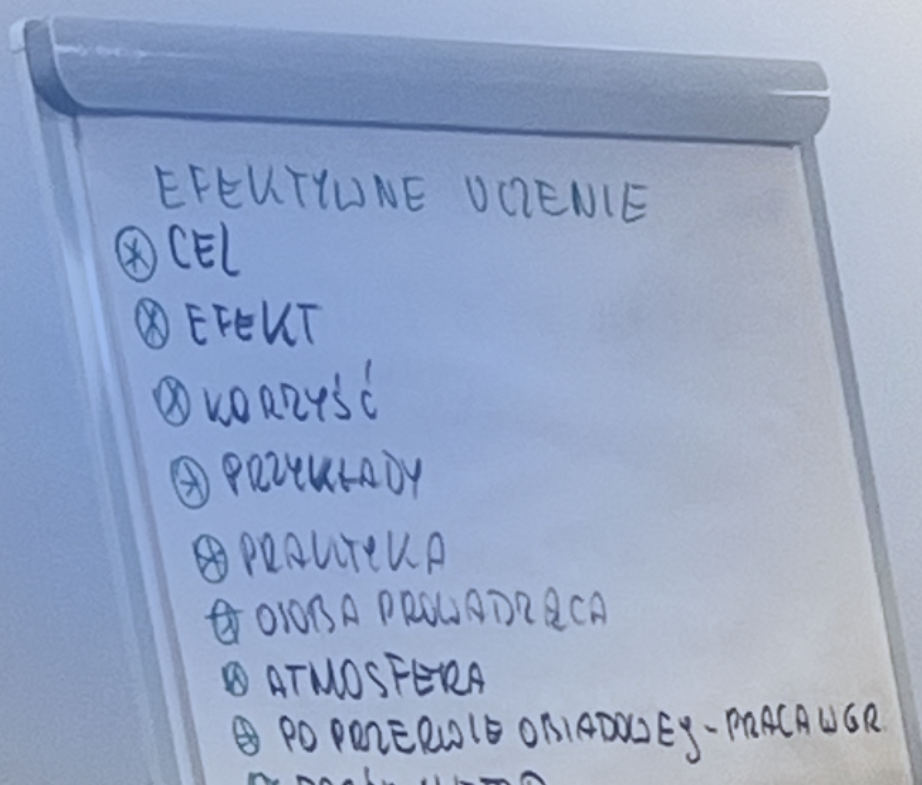 EFEKTYWNE UCZENIE
CEL
EFEKT
KORZYŚĆ
PRZYKŁADY
PRAKTYKA
OSOBA PROWADZĄCA
ATMOSFERA
PO PRZERWIE OBIADOWEJ - PRACA W GR